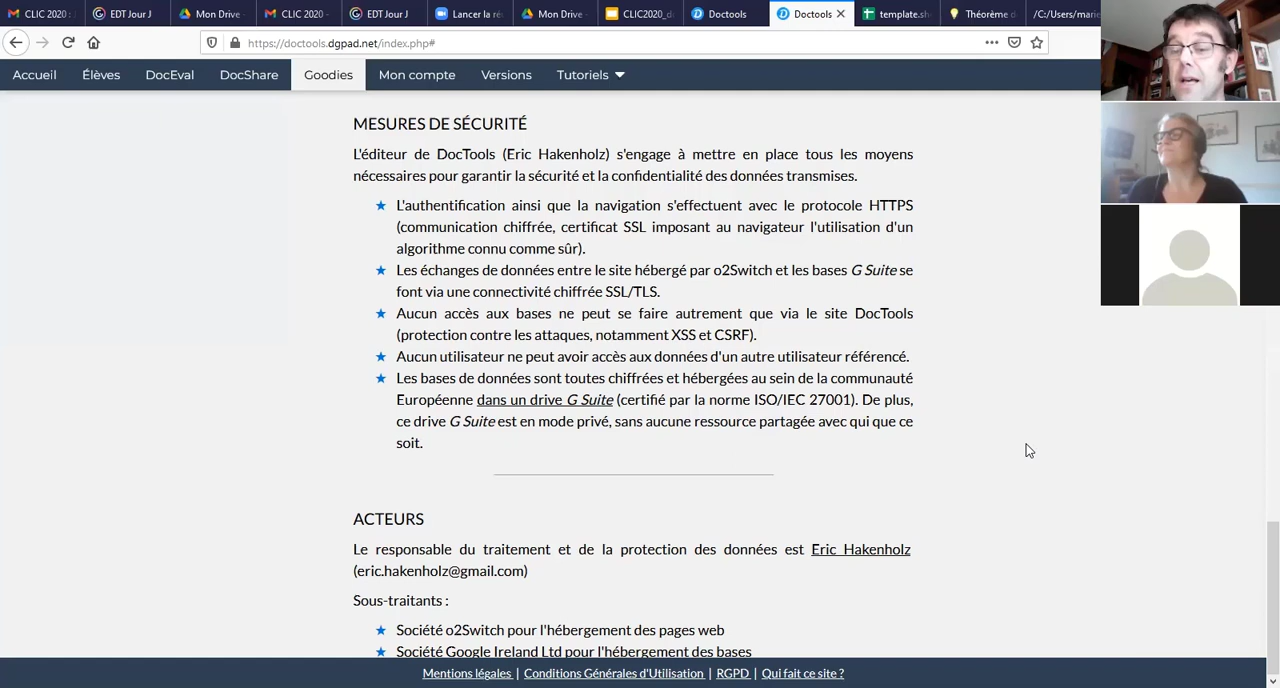 CLIC 2020 :
EDT Jour J
Mon Drive
CLIC 2020 -
EDT Jour J
Lancer la ré
Mon Drive
CLIC2020_d
Doctools
Doctools
template.sh
Théorème d
/C:/Users/marie
https://doctools.dgpad.net/index.php#
Accueil Élèves DocEval DocShare Goodies Mon compte Versions Tutoriels
MESURES DE SÉCURITÉ
L'éditeur de DocTools (Eric Hakenholz) s'engage à mettre en place tous les moyens
nécessaires pour garantir la sécurité et la confidentialité des données transmises.
L'authentification ainsi que la navigation s'effectuent avec le protocole HTTPS
(communication chiffrée, certificat SSL imposant au navigateur l'utilisation d'un
algorithme connu comme sûr).
Les échanges de données entre le site hébergé par o2Switch et les bases G Suite se
font via une connectivité chiffrée SSL/TLS.
Aucun accès aux bases ne peut se faire autrement que via le site DocTools
(protection contre les attaques, notamment XSS et CSRF).
Aucun utilisateur ne peut avoir accès aux données d'un autre utilisateur référencé.
Les bases de données sont toutes chiffrées et hébergées au sein de la communauté
Européenne dans un drive G Suite (certifié par la norme ISO/IEC 27001). De plus,
ce drive G Suite est en mode privé, sans aucune ressource partagée avec qui que ce
soit.
ACTEURS
Le responsable du traitement et de la protection des données est Eric Hakenholz
(eric.hakenholz@gmail.com)
Sous-traitants :
Société o2Switch pour l'hébergement des pages web
Société Google Ireland Ltd pour l'hébergement des bases
Mentions légales | Conditions Générales d'Utilisation | RGPD | Qui fait ce site ?